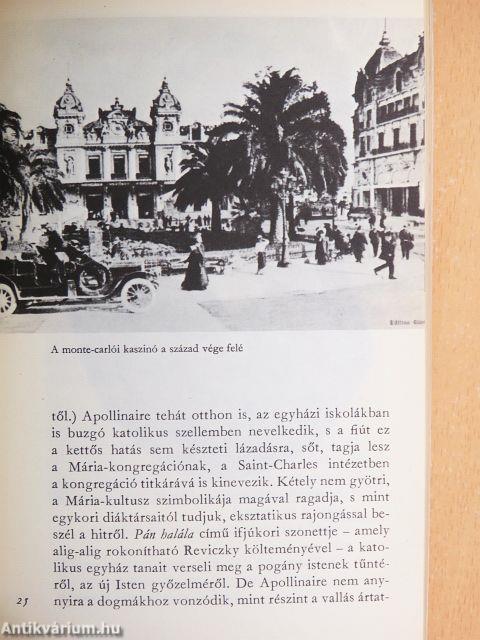 A monte-carlói kaszinó a század vége felé
től.) Apollinaire tehát otthon is, az egyházi iskolákban
is buzgó katolikus szellemben nevelkedik, s a fiút ez
a kettős hatás sem készteti lázadásra, sőt, tagja lesz
a Mária-kongregációnak, a Saint-Charles intézetben
a kongregáció titkárává is kinevezik. Kétely nem gyötri,
a Mária-kultusz szimbolikája magával ragadja, s mint
egykori diáktársaitól tudjuk, eksztatikus rajongással be-
szél a hitről. Pán halála című ifjúkori szonettje – amely
alig-alig rokonítható Reviczky költeményével – a kato-
likus egyház tanait verseli meg a pogány istenek tűnté-
ről, az új Isten győzelméről. De Apollinaire nem any-
nyira a dogmákhoz vonzódik, mint részint a vallás ártat-
25
Antikvárium.hu